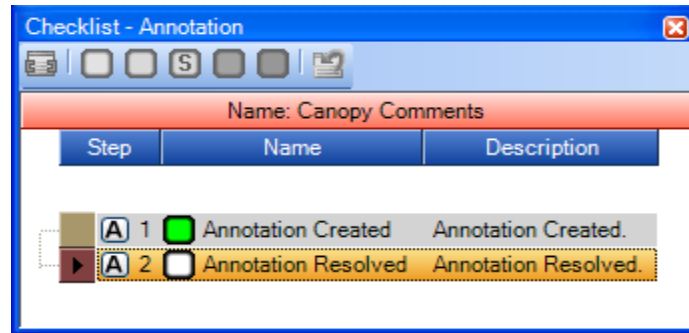 Checklist - Annotation
S
Name: Canopy Comments
Step Name Description
A 1 Annotation Created Annotation Created.
A 2 Annotation Resolved Annotation Resolved.